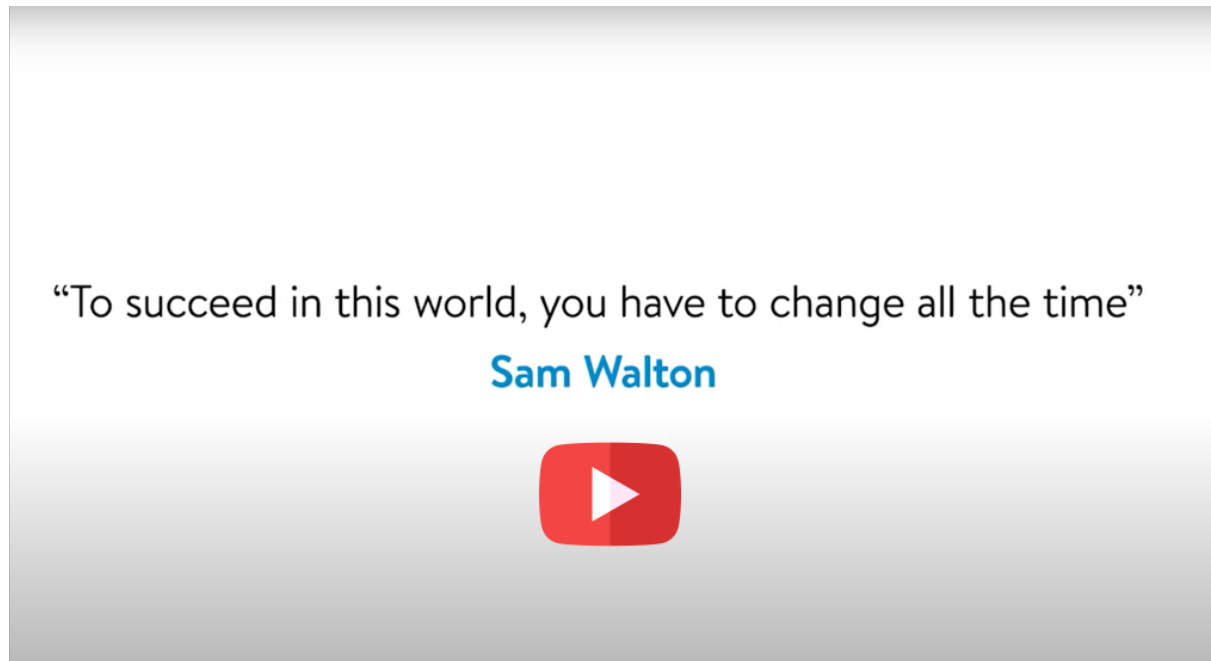 “To succeed in this world, you have to change all the time”
Sam Walton